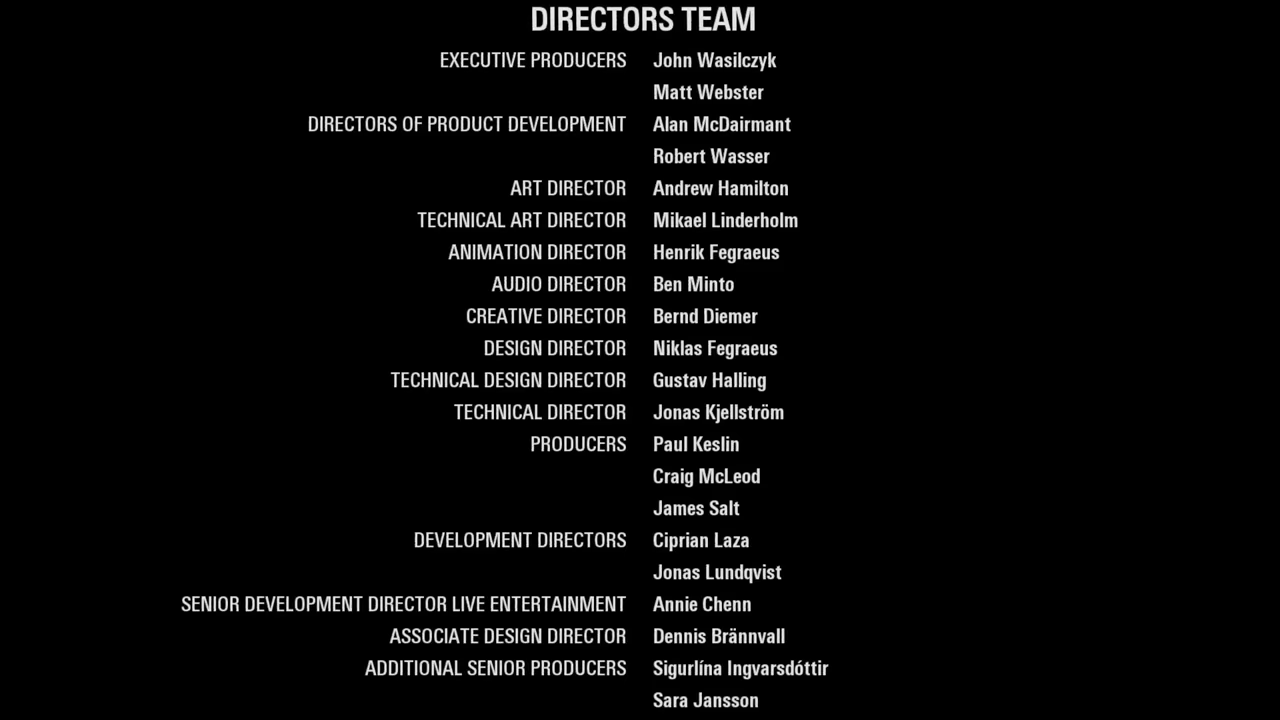 DIRECTORS TEAM
EXECUTIVE PRODUCERS John Wasilczyk
Matt Webster
DIRECTORS OF PRODUCT DEVELOPMENT Alan McDairmant
Robert Wasser
ART DIRECTOR Andrew Hamilton
TECHNICAL ART DIRECTOR Mikael Linderholm
ANIMATION DIRECTOR Henrik Fegraeus
AUDIO DIRECTOR Ben Minto
CREATIVE DIRECTOR Bernd Diemer
DESIGN DIRECTOR Niklas Fegraeus
TECHNICAL DESIGN DIRECTOR Gustav Halling
TECHNICAL DIRECTOR Jonas Kjellström
PRODUCERS Paul Keslin
Craig McLeod
James Salt
DEVELOPMENT DIRECTORS Ciprian Laza
Jonas Lundqvist
SENIOR DEVELOPMENT DIRECTOR LIVE ENTERTAINMENT Annie Chenn
ASSOCIATE DESIGN DIRECTOR Dennis Brännvall
ADDITIONAL SENIOR PRODUCERS Sigurlína Ingvarsdóttir
Sara Jansson